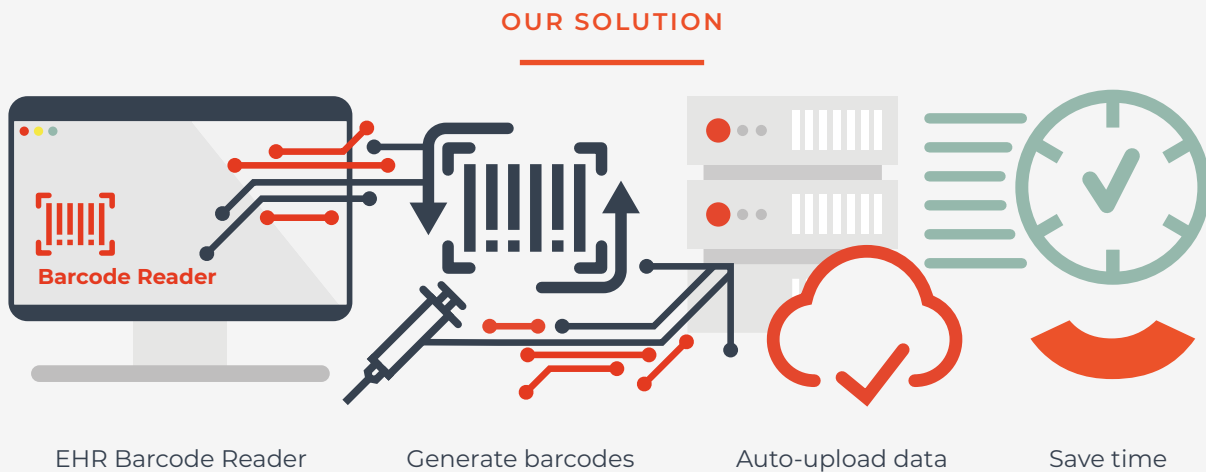 OUR SOLUTION
Barcode Reader
EHR Barcode Reader
Generate barcodes
Auto-upload data
Save time